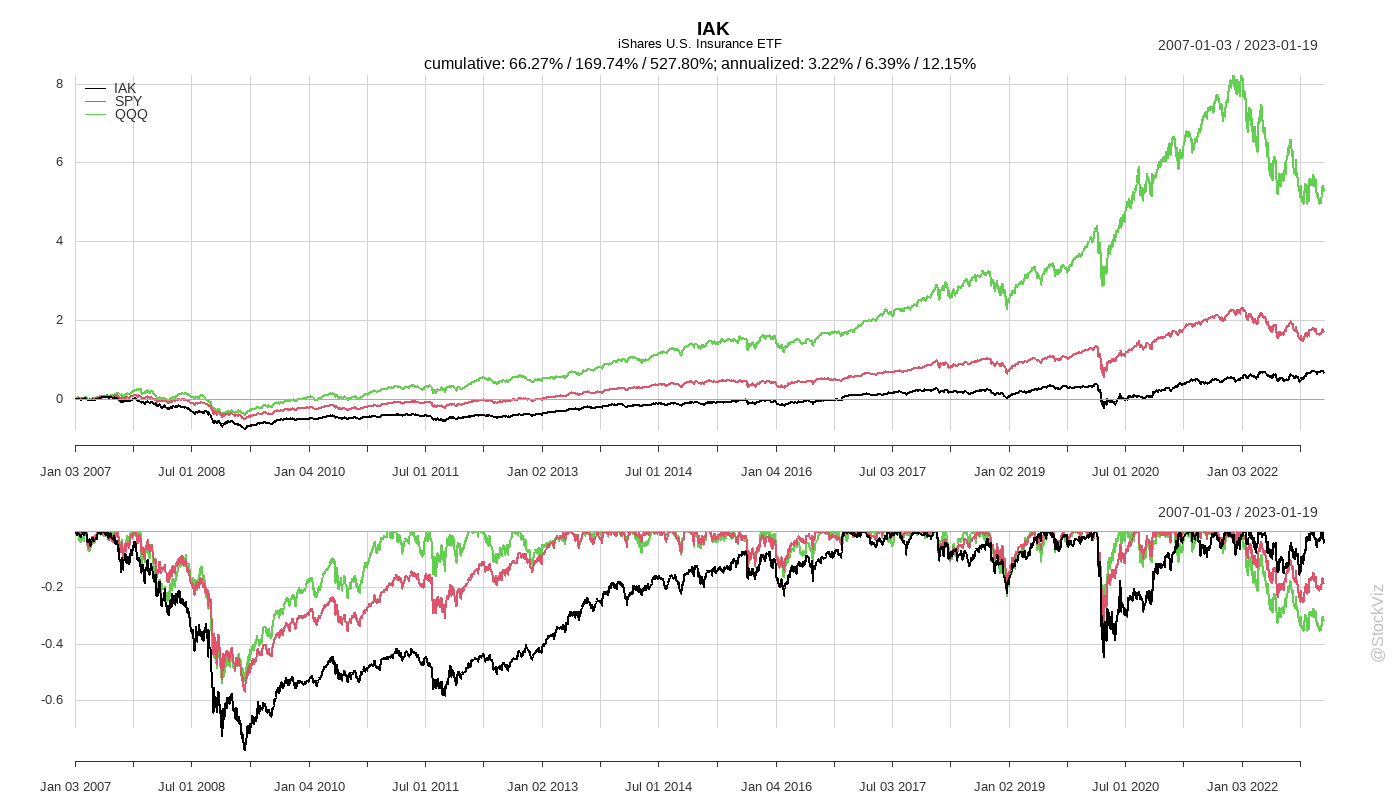 IAK
iShares U.S. Insurance ETF
2007-01-03 / 2023-01-19
cumulative: 66.27% / 169.74% / 527.80%; annualized: 3.22% / 6.39% / 12.15%
IAK
SPY
QQQ
8
6
4
2
0
Jan 03 2007 Jul 01 2008 Jan 04 2010 Jul 01 2011 Jan 02 2013 Jul 01 2014 Jan 04 2016 Jul 03 2017 Jan 02 2019 Jul 01 2020 Jan 03 2022
2007-01-03 / 2023-01-19
-0.2
-0.4
-0.6
Jan 03 2007 Jul 01 2008 Jan 04 2010 Jul 01 2011 Jan 02 2013 Jul 01 2014 Jan 04 2016 Jul 03 2017 Jan 02 2019 Jul 01 2020 Jan 03 2022
@StockViz